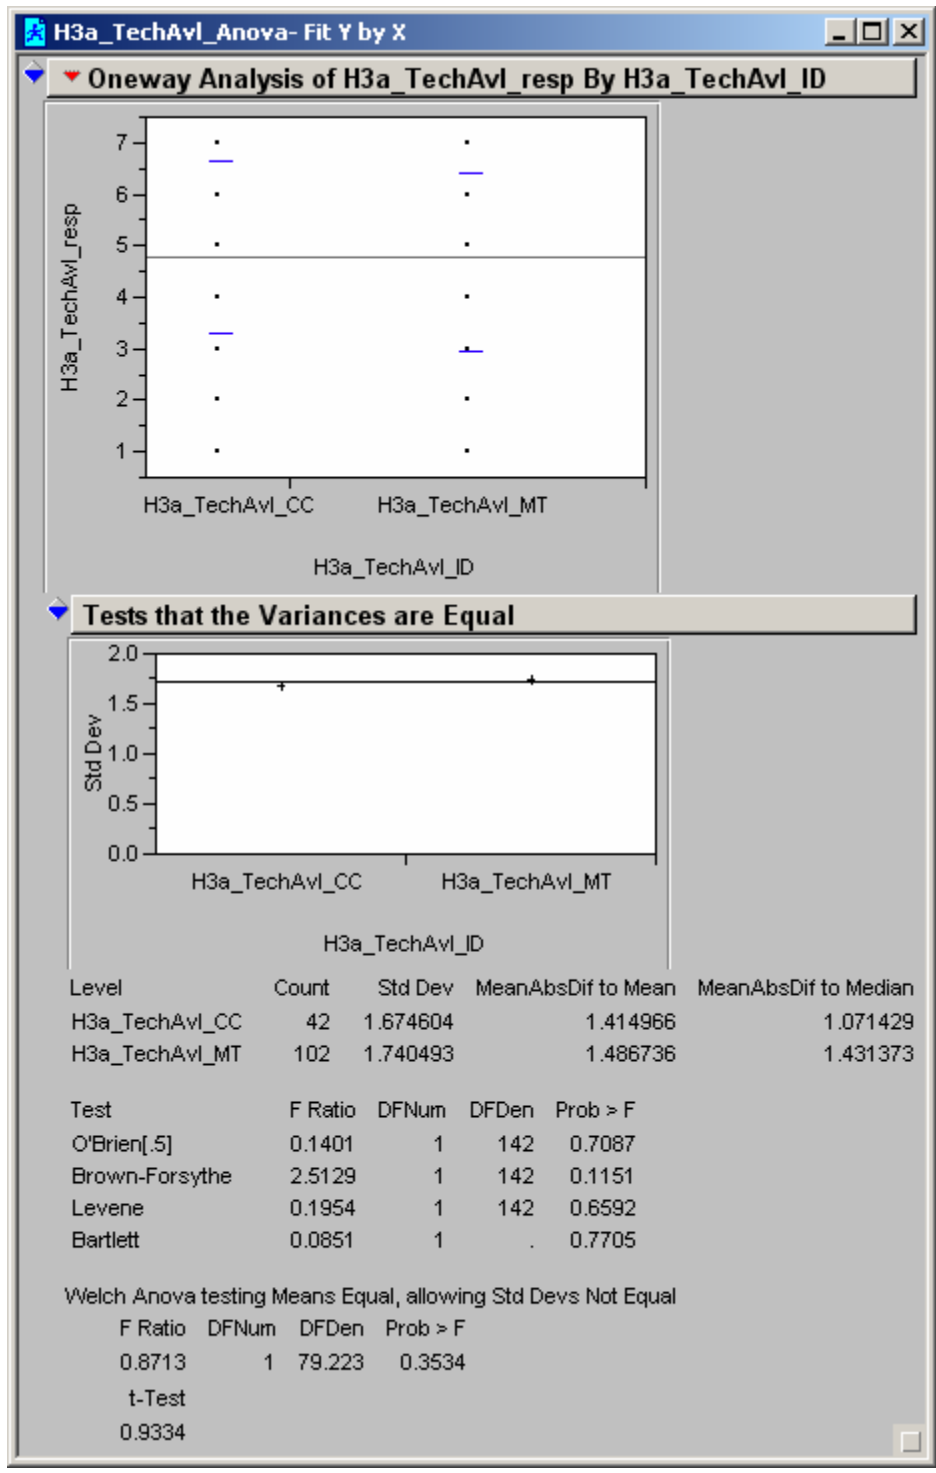 H3a_TechAvl_Anova- Fit Y by X
Oneway Analysis of H3a_TechAvl_resp By H3a_TechAvl_ID
7
6
5
4
3
2
1
H3a_TechAvl_resp
H3a_TechAvl_CC H3a_TechAvl_MT
H3a_TechAvl_ID
Tests that the Variances are Equal
2.0
1.5
1.0
0.5
0.0
Std Dev
H3a_TechAvl_CC H3a_TechAvl_MT
H3a_TechAvl_ID
Level Count Std Dev MeanAbsDif to Mean MeanAbsDif to Median
H3a_TechAvl_CC 42 1.674604 1.414966 1.071429
H3a_TechAvl_MT 102 1.740493 1.486736 1.431373
Test F Ratio DFNum DFDen Prob > F
O'Brien[.5] 0.1401 1 142 0.7087
Brown-Forsythe 2.5129 1 142 0.1151
Levene 0.1954 1 142 0.6592
Bartlett 0.0851 1 . 0.7705
Welch Anova testing Means Equal, allowing Std Devs Not Equal
F Ratio DFNum DFDen Prob > F
0.8713 1 79.223 0.3534
t-Test
0.9334